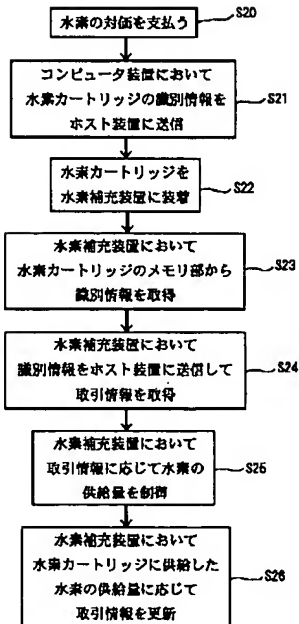 水素の対価を支払う
S20
コンピュータ装置において
水素カートリッジの識別情報を
ホスト装置に送信
S21
水素カートリッジを
水素補充装置に装着
S22
水素補充装置において
水素カートリッジのメモリ部から
識別情報を取得
S23
水素補充装置において
識別情報をホスト装置に送信して
取引情報を取得
S24
水素補充装置において
取引情報に応じて水素の
供給量を制御
S25
水素補充装置において
水素カートリッジに供給した
水素の供給量に応じて
取引情報を更新
S26